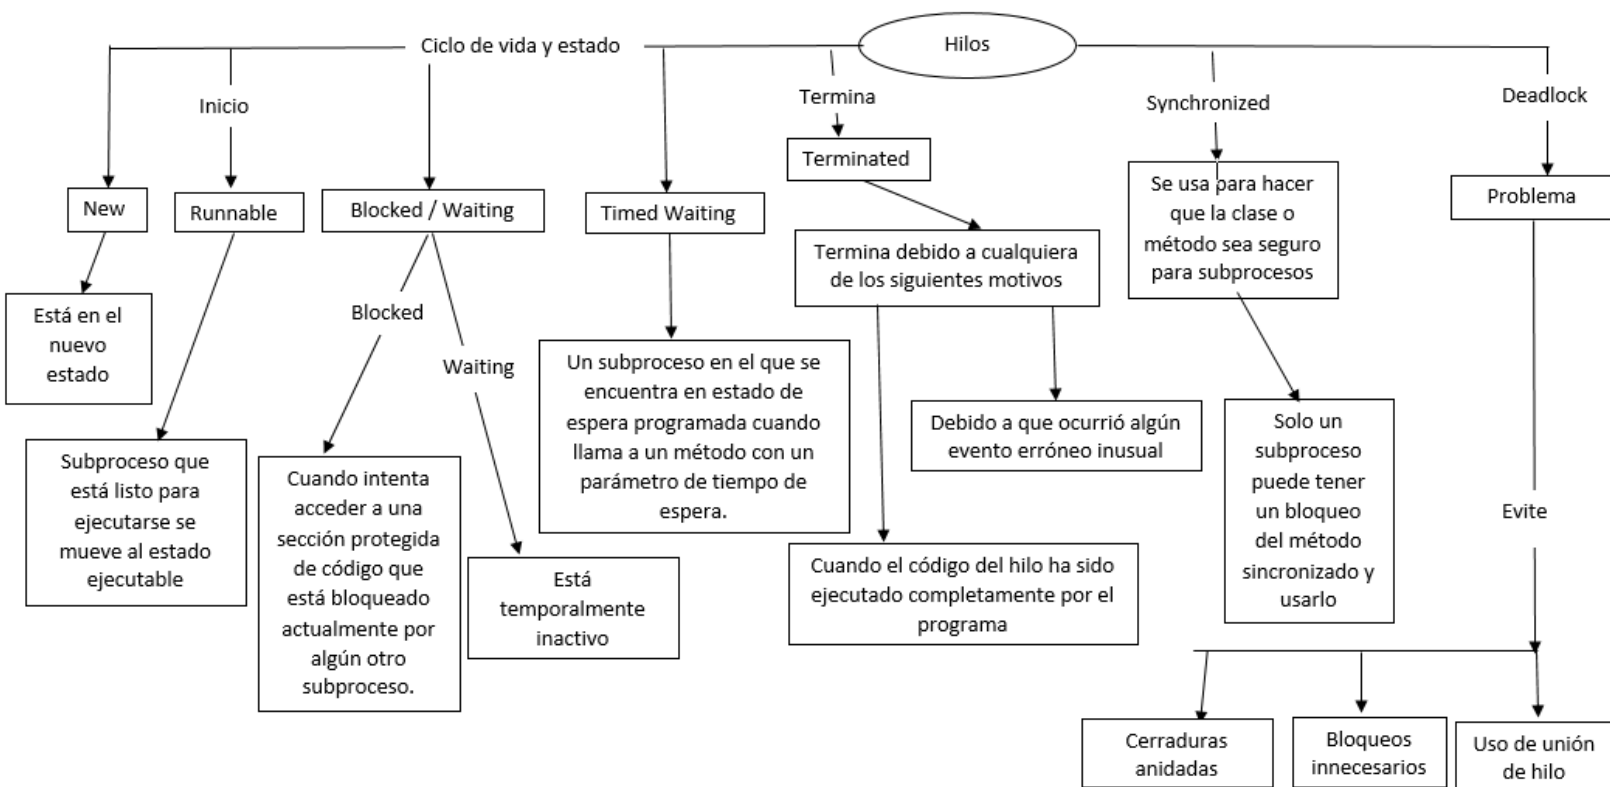 Hilos
Ciclo de vida y estado
Inicio
Termina
Synchronized
Deadlock
New
Runnable
Blocked / Waiting
Timed Waiting
Terminated
Se usa para hacer
que la clase o
método sea seguro
para subprocesos
Problema
Está en el
nuevo
estado
Blocked
Waiting
Termina debido a cualquiera
de los siguientes motivos
Subproceso que
está listo para
ejecutarse se
mueve al estado
ejecutable
Cuando intenta
acceder a una
sección protegida
de código que
está bloqueado
actualmente por
algún otro
subproceso.
Está
temporalmente
inactivo
Un subproceso en el que se
encuentra en estado de
espera programada cuando
llama a un método con un
parámetro de tiempo de
espera.
Debido a que ocurrió algún
evento erróneo inusual
Cuando el código del hilo ha sido
ejecutado completamente por el
programa
Solo un
subproceso
puede tener
un bloqueo
del método
sincronizado y
usarlo
Evite
Cerraduras
anidadas
Bloqueos
innecesarios
Uso de unión
de hilo